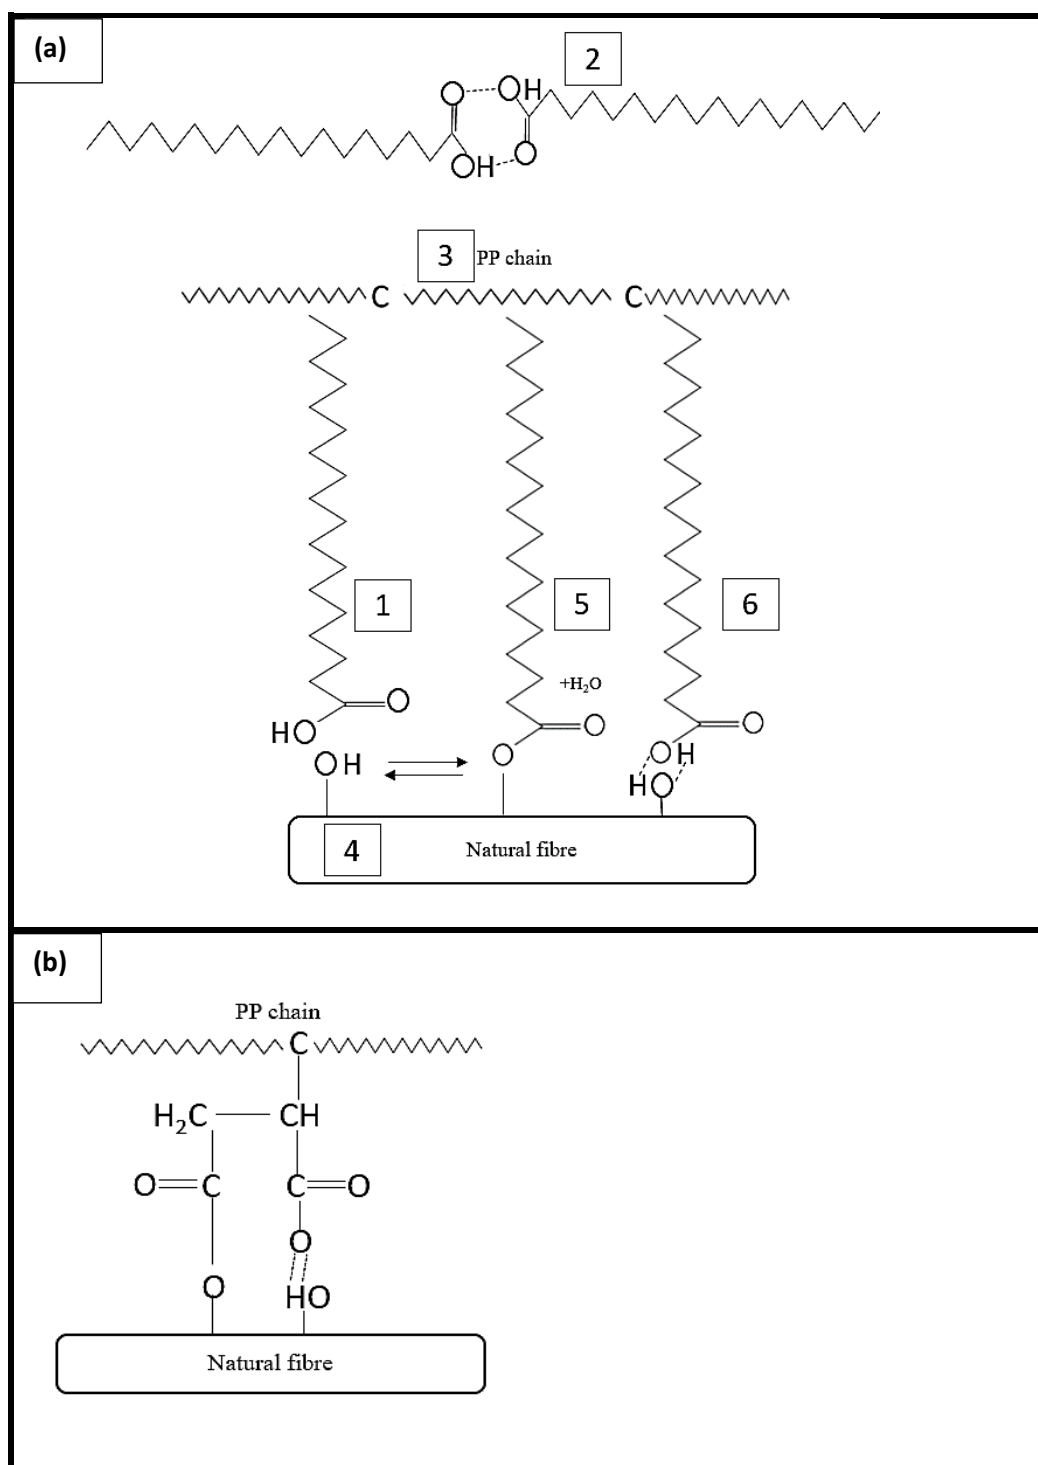 (a)
2
O OH
OH O
3 PP chain
C C
1 5 6
+H₂O
O O O
HO
OH O O H
H O
4 Natural fibre
(b)
PP chain
C
H₂C CH
O C C O
O
O HO
Natural fibre